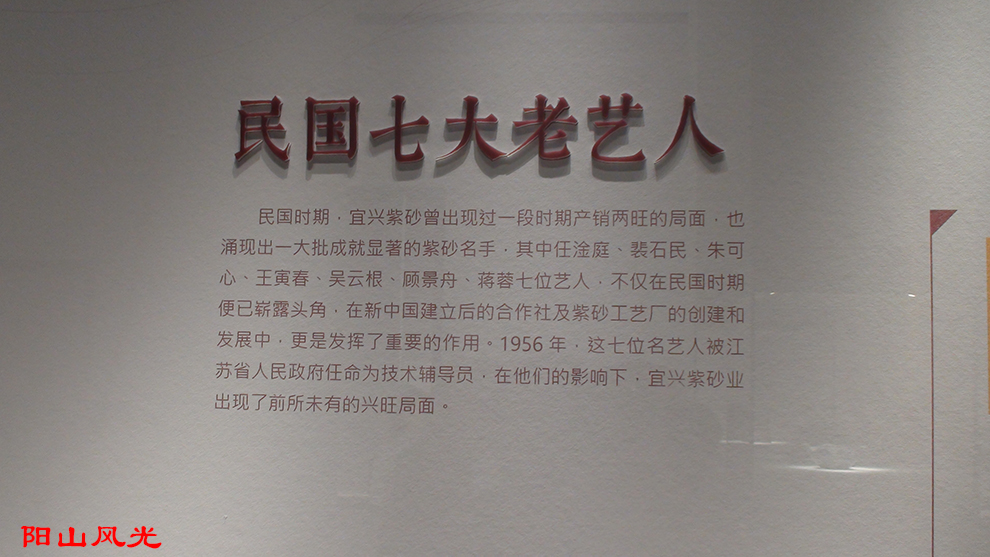 民国七大老艺人
民国时期，宜兴紫砂曾出现过一段时期产销两旺的局面，也
涌现出一大批成就显著的紫砂名手，其中任淦庭、裴石民、朱可
心、王寅春、吴云根、顾景舟、蒋蓉七位艺人，不仅在民国时期
便已崭露头角，在新中国建立后的合作社及紫砂工艺厂的创建和
发展中，更是发挥了重要的作用。1956年，这七位名艺人被江
苏省人民政府任命为技术辅导员，在他们的影响下，宜兴紫砂业
出现了前所未有的兴旺局面。
阳山风光